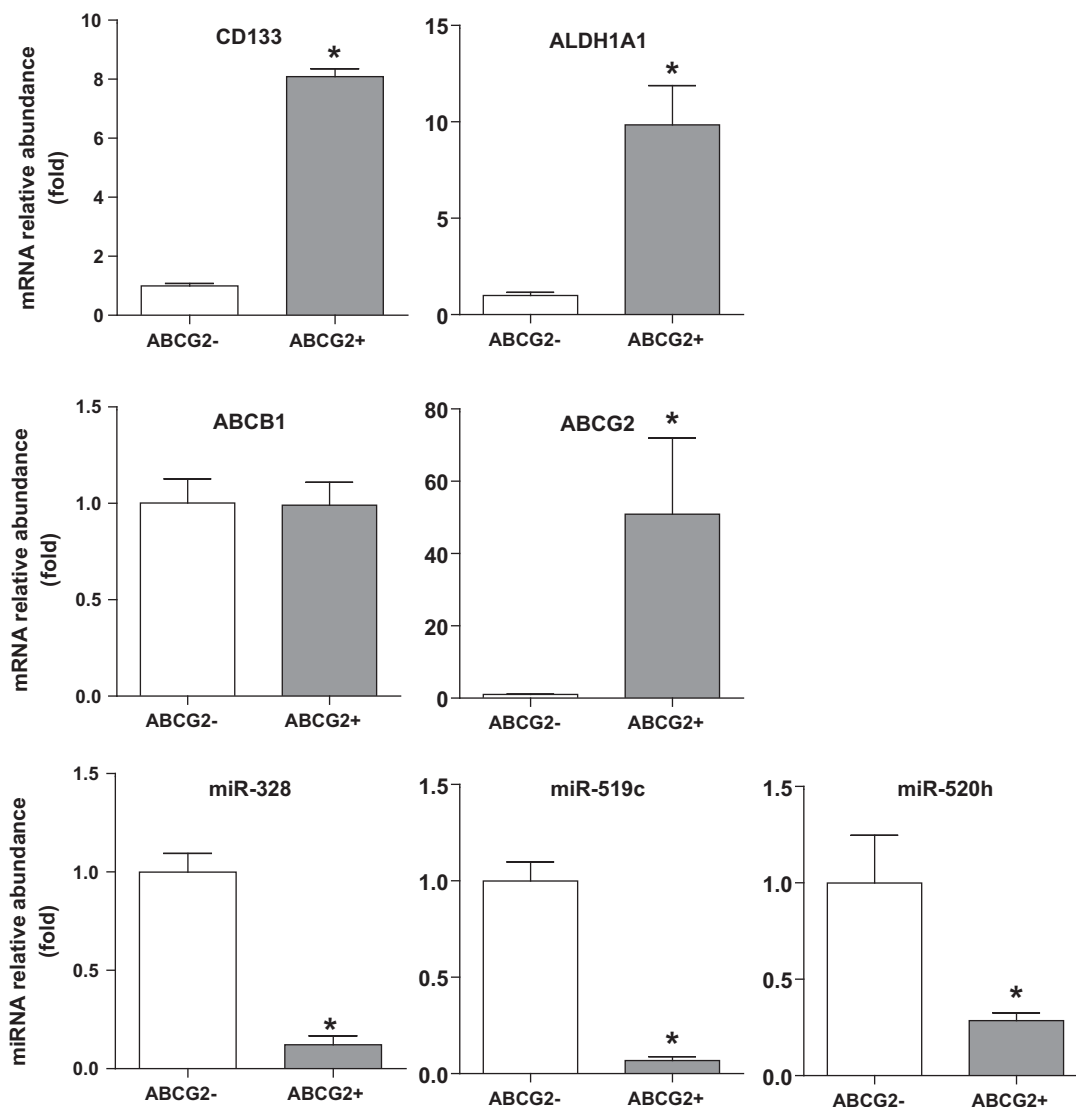 mRNA relative abundance
(fold)
CD133
10
8
6
4
2
0
*
ABCG2-
ABCG2+
ALDH1A1
15
10
5
0
*
ABCG2-
ABCG2+
mRNA relative abundance
(fold)
ABCB1
1.5
1.0
0.5
0.0
ABCG2-
ABCG2+
ABCG2
80
60
40
20
0
*
ABCG2-
ABCG2+
miRNA relative abundance
(fold)
miR-328
1.5
1.0
0.5
0.0
*
ABCG2-
ABCG2+
miR-519c
1.5
1.0
0.5
0.0
*
ABCG2-
ABCG2+
miR-520h
1.5
1.0
0.5
0.0
*
ABCG2-
ABCG2+